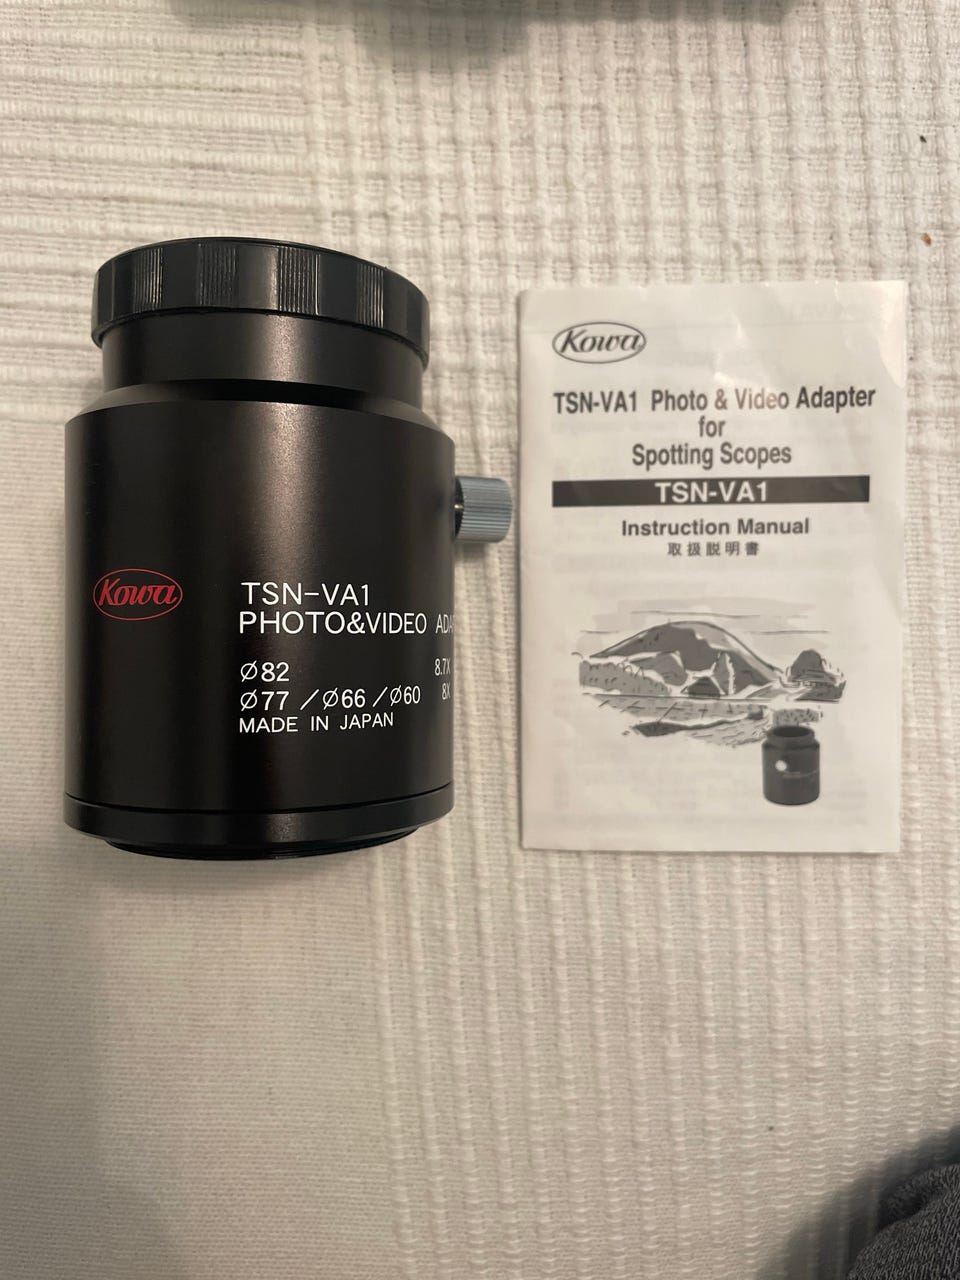 Kowa
TSN-VA1
PHOTO&VIDEO
Ø82 8.7X
Ø77 /Ø66 /Ø60 8X
MADE IN JAPAN
Kowa
TSN-VA1 Photo & Video Adapter
for
Spotting Scopes
TSN-VA1
Instruction Manual
取扱説明書